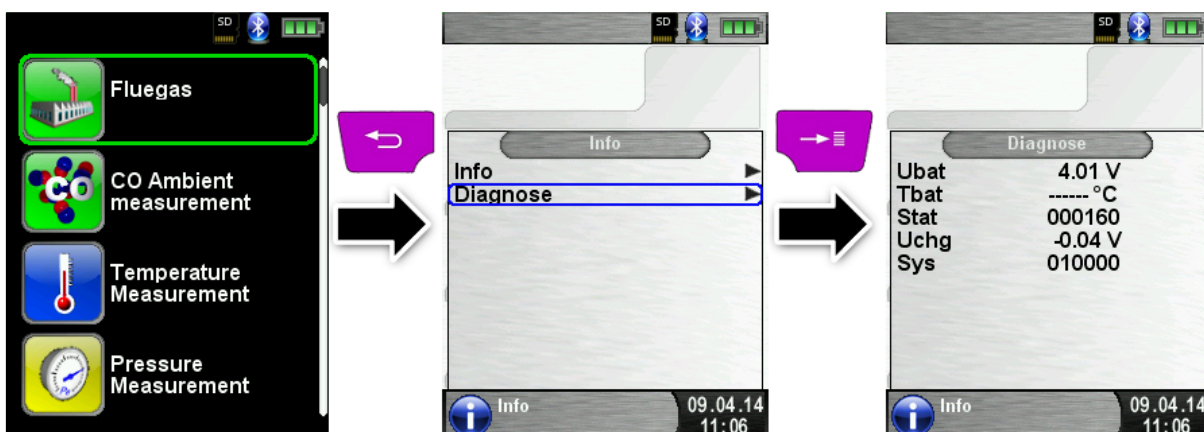 SD
Fluegas
CO
CO Ambient
measurement
Temperature
Measurement
Pa
Pressure
Measurement
SD
Info
Info
Diagnose
Info
09.04.14
11:06
SD
Diagnose
Ubat 4.01 V
Tbat ------ °C
Stat 000160
Uchg -0.04 V
Sys 010000
Info
09.04.14
11:06